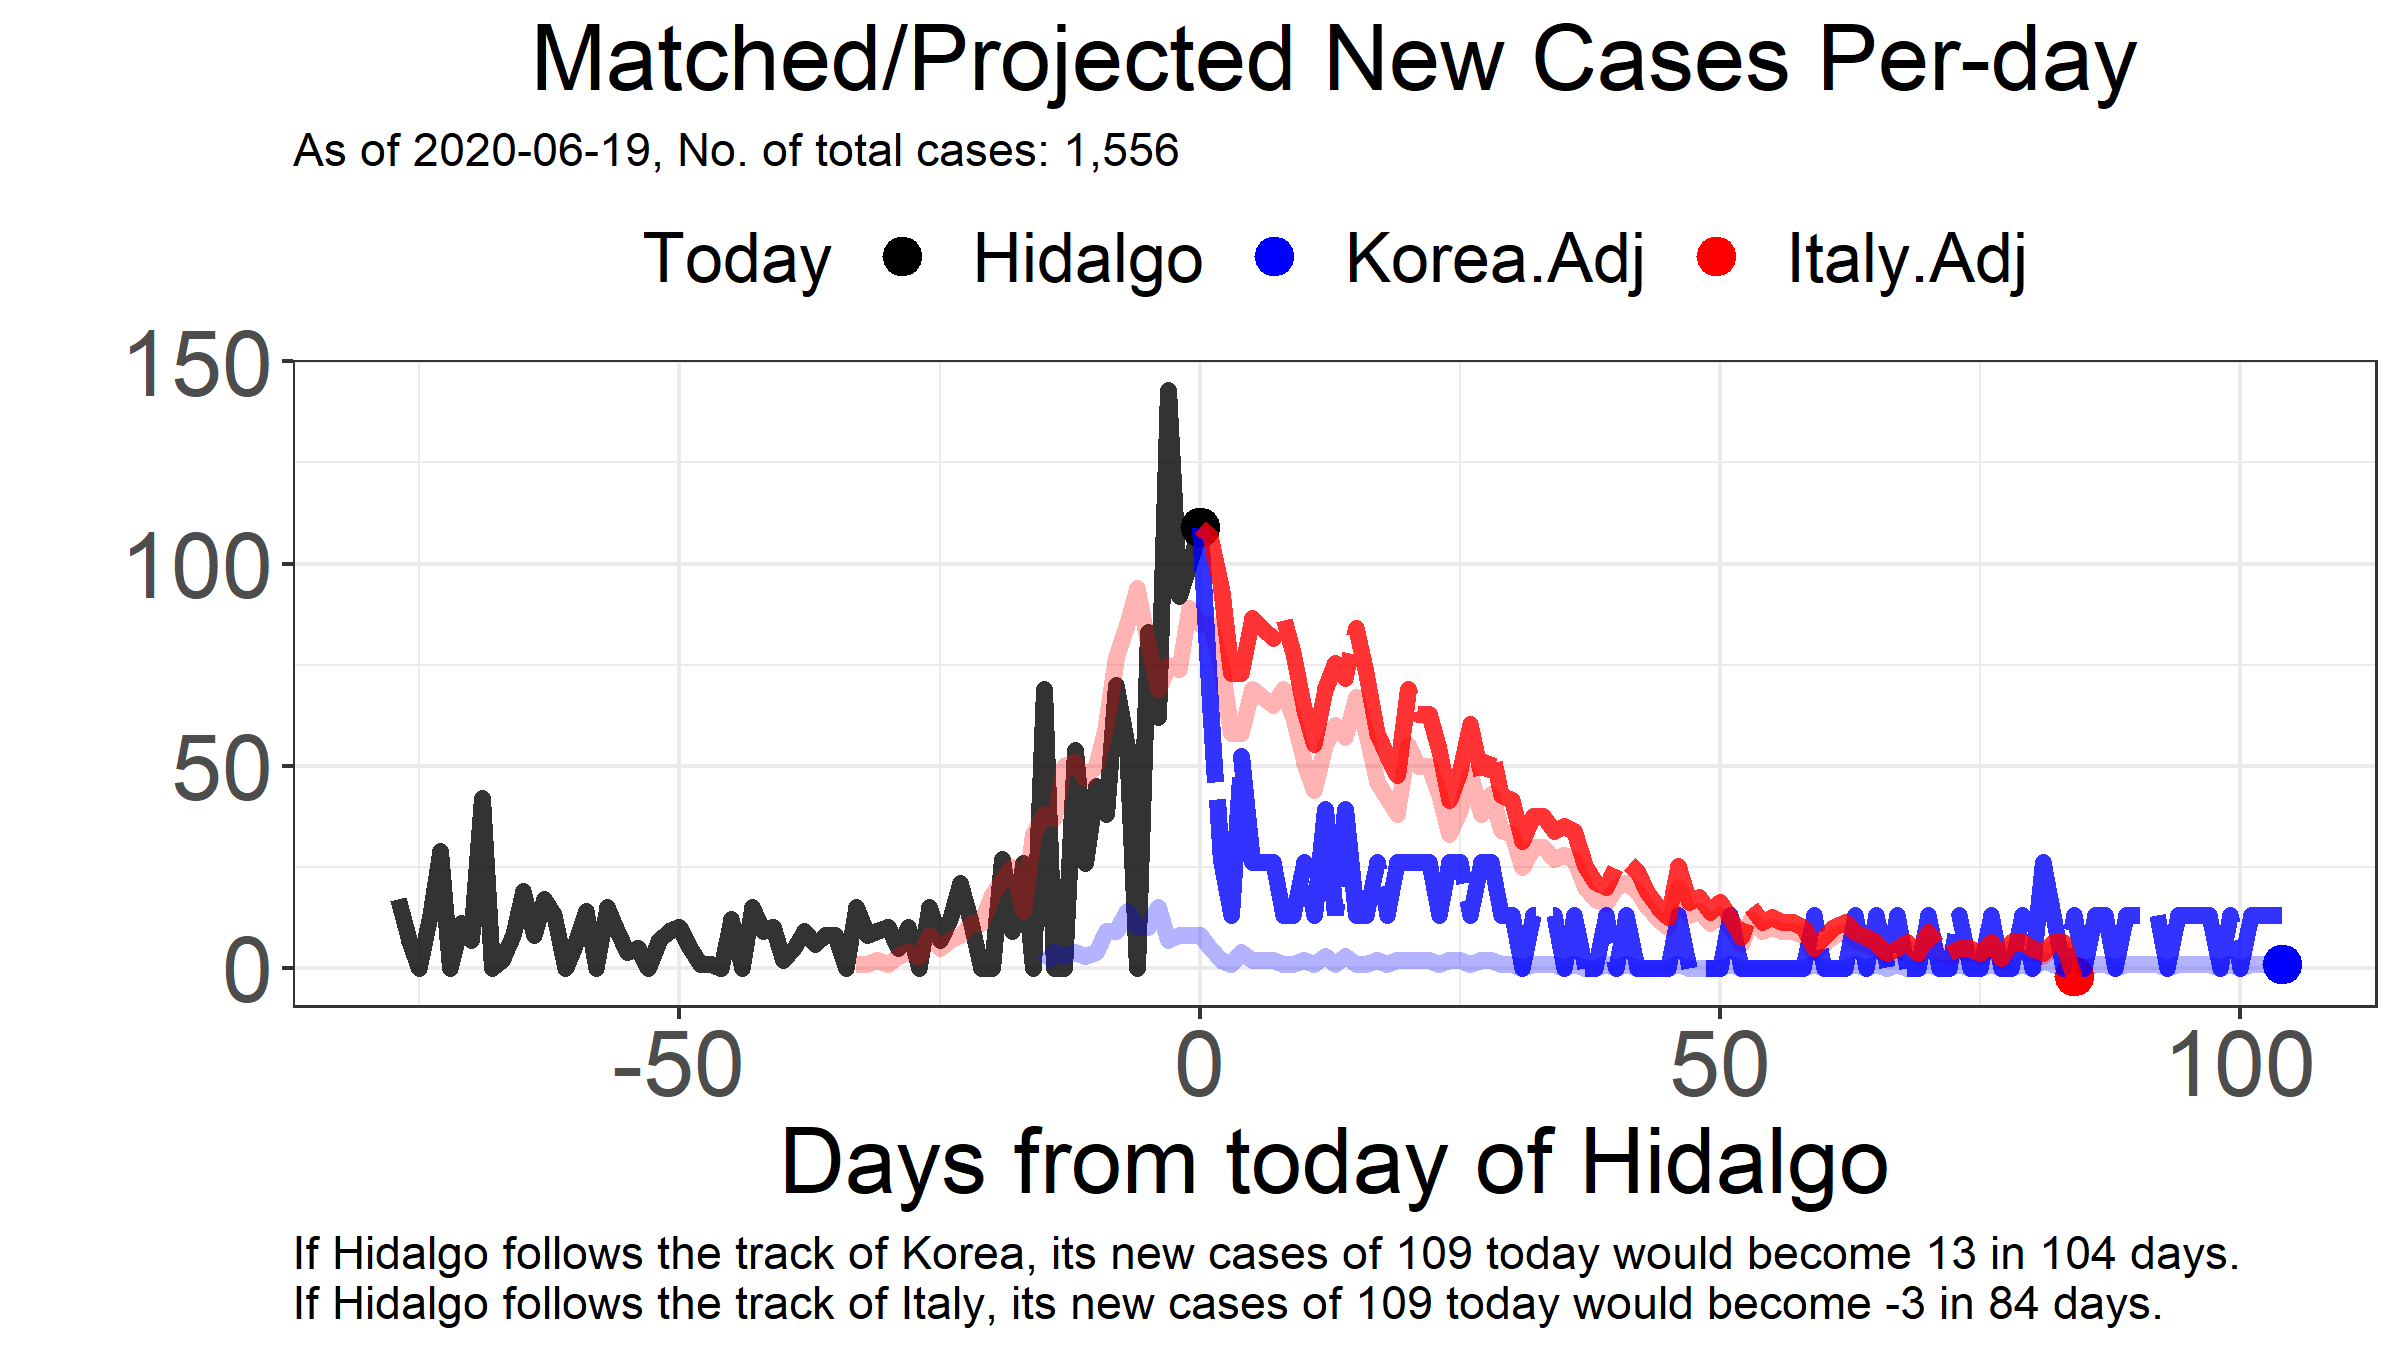 Matched/Projected New Cases Per-day
As of 2020-06-19, No. of total cases: 1,556
Today Hidalgo Korea.Adj Italy.Adj
150
100
50
0
-50 0 50 100
Days from today of Hidalgo
If Hidalgo follows the track of Korea, its new cases of 109 today would become 13 in 104 days.
If Hidalgo follows the track of Italy, its new cases of 109 today would become -3 in 84 days.